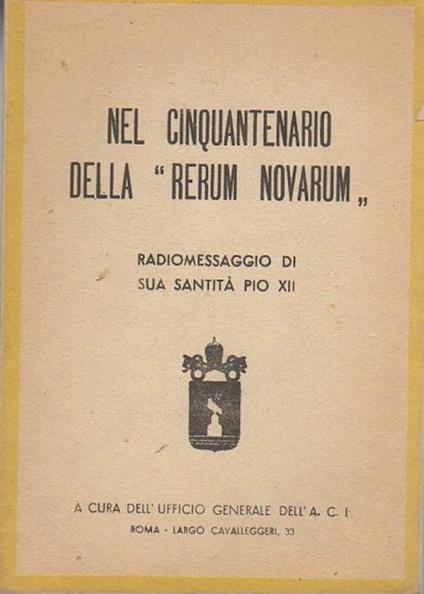 NEL CINQUANTENARIO
DELLA " RERUM NOVARUM „
RADIOMESSAGGIO DI
SUA SANTITÀ PIO XII
A CURA DELL'UFFICIO GENERALE DELL'A. C. I.
ROMA - LARGO CAVALLEGGERI, 33